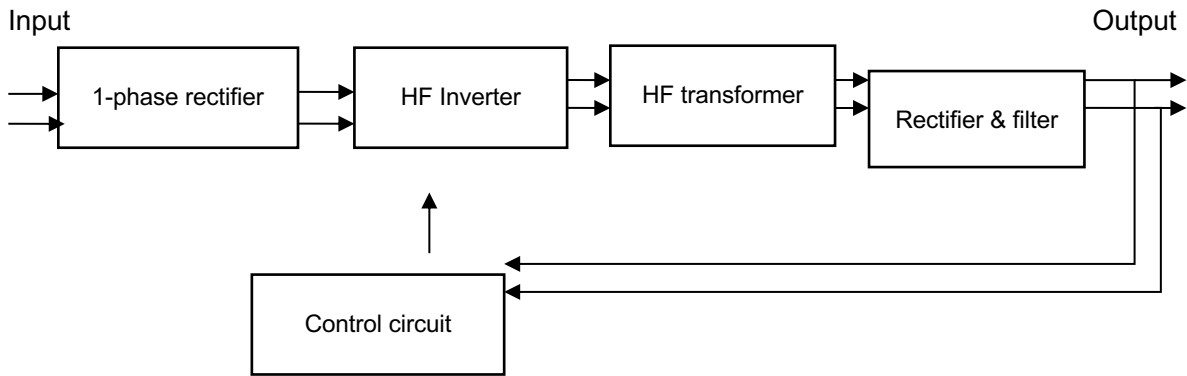 Input
Output
1-phase rectifier
HF Inverter
HF transformer
Rectifier & filter
Control circuit